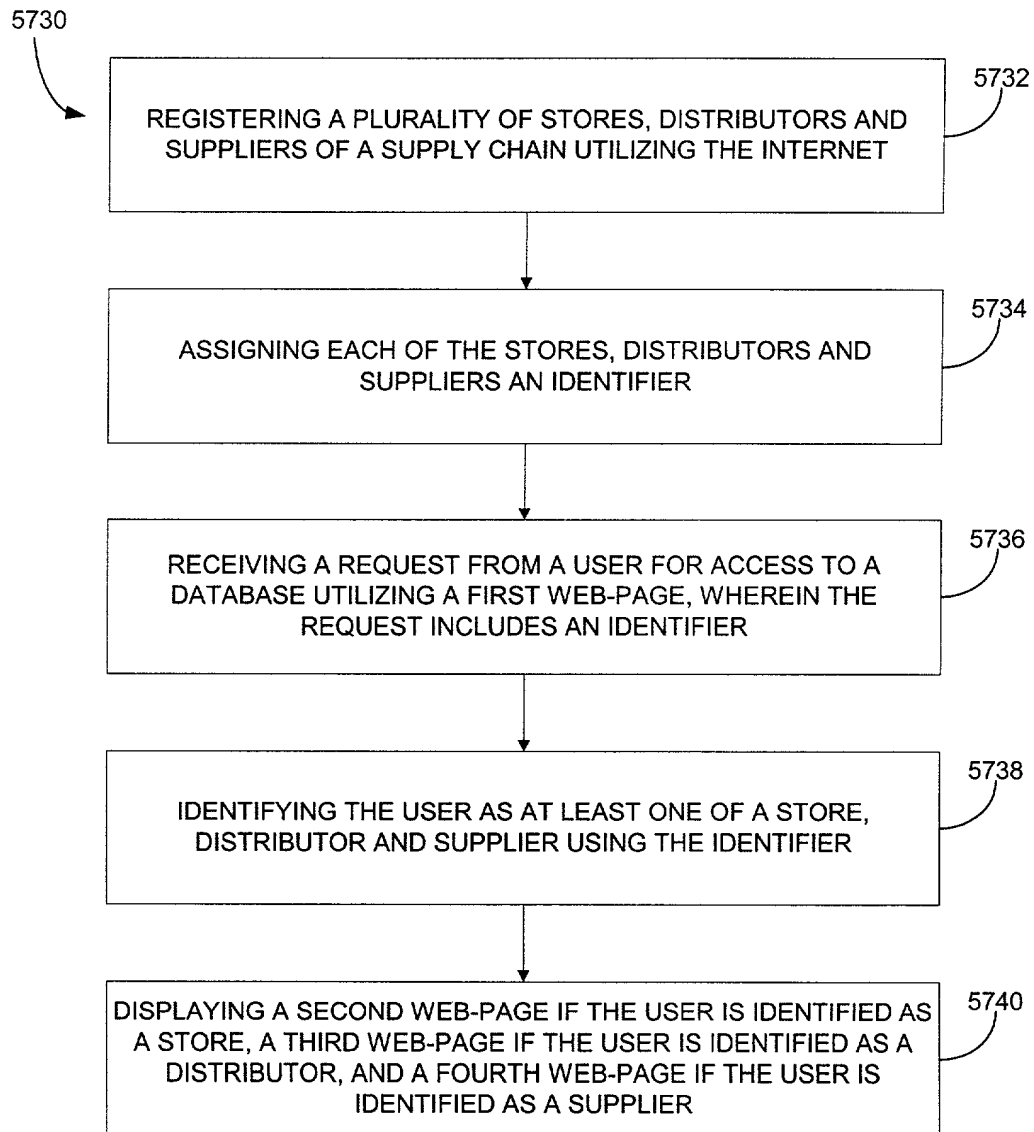 5730
5732
REGISTERING A PLURALITY OF STORES, DISTRIBUTORS AND
SUPPLIERS OF A SUPPLY CHAIN UTILIZING THE INTERNET
5734
ASSIGNING EACH OF THE STORES, DISTRIBUTORS AND
SUPPLIERS AN IDENTIFIER
5736
RECEIVING A REQUEST FROM A USER FOR ACCESS TO A
DATABASE UTILIZING A FIRST WEB-PAGE, WHEREIN THE
REQUEST INCLUDES AN IDENTIFIER
5738
IDENTIFYING THE USER AS AT LEAST ONE OF A STORE,
DISTRIBUTOR AND SUPPLIER USING THE IDENTIFIER
5740
DISPLAYING A SECOND WEB-PAGE IF THE USER IS IDENTIFIED AS
A STORE, A THIRD WEB-PAGE IF THE USER IS IDENTIFIED AS A
DISTRIBUTOR, AND A FOURTH WEB-PAGE IF THE USER IS
IDENTIFIED AS A SUPPLIER